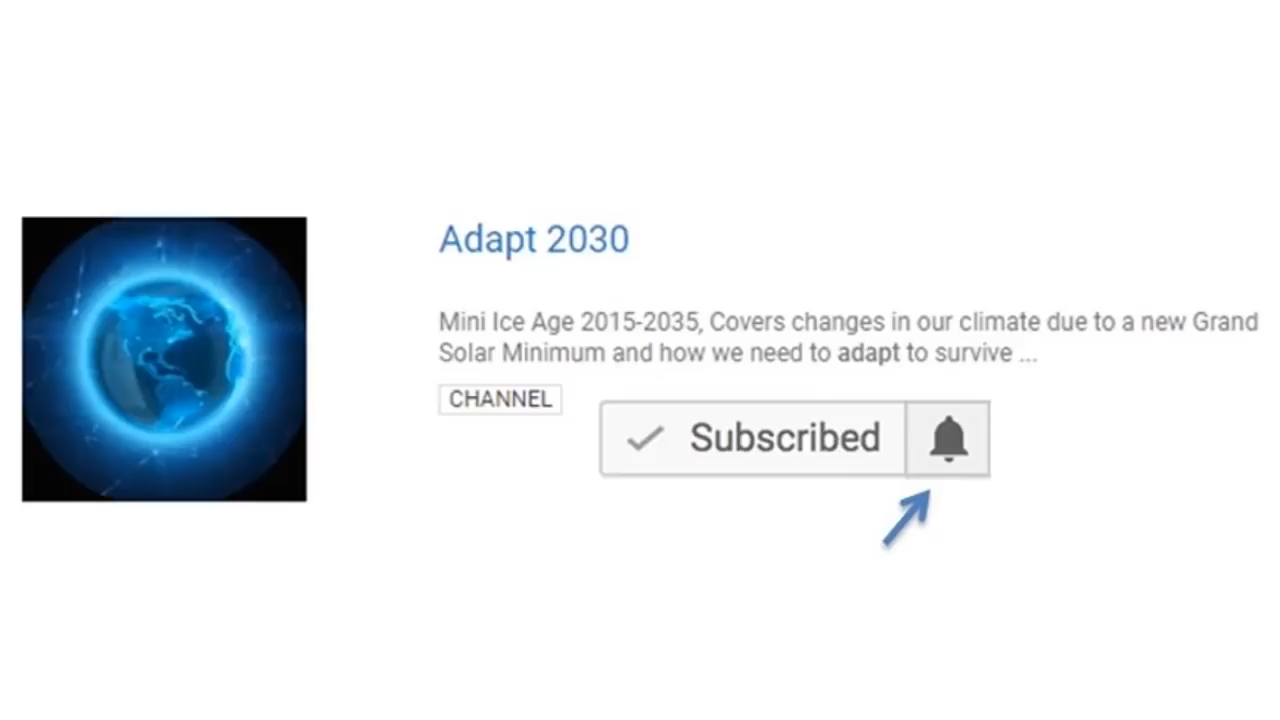 Adapt 2030
Mini Ice Age 2015-2035, Covers changes in our climate due to a new Grand
Solar Minimum and how we need to adapt to survive ...
CHANNEL
Subscribed